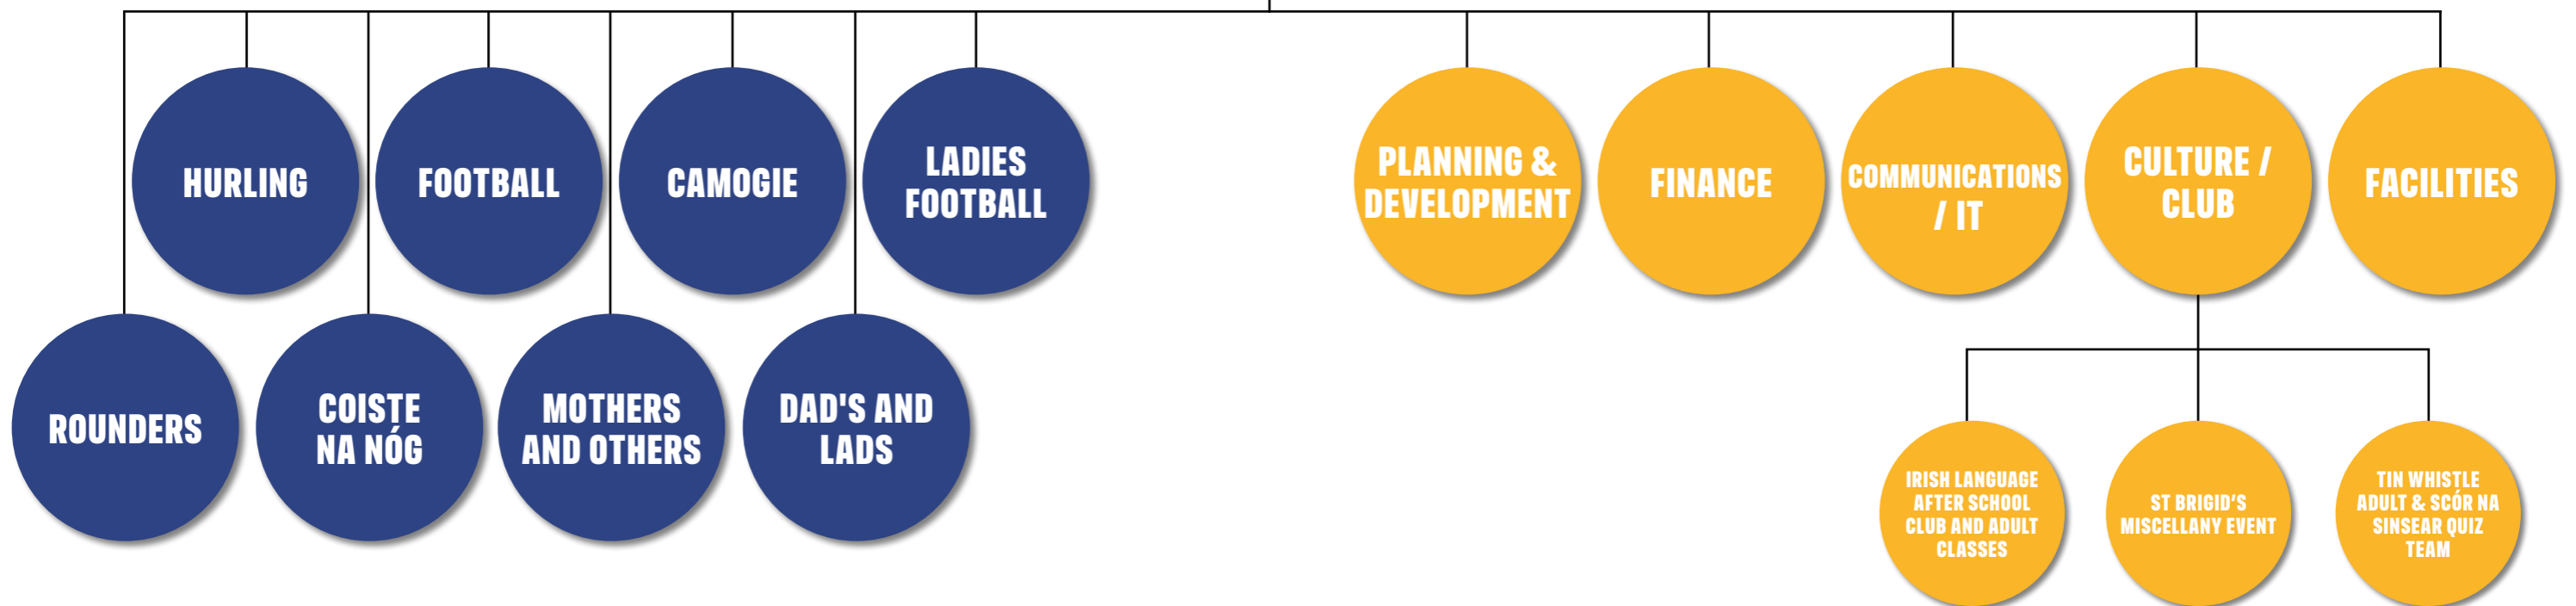 HURLING
FOOTBALL
CAMOGIE
LADIES
FOOTBALL
PLANNING &
DEVELOPMENT
FINANCE
COMMUNICATIONS
/ IT
CULTURE /
CLUB
FACILITIES
ROUNDERS
COISTE
NA NÓG
MOTHERS
AND OTHERS
DAD'S AND
LADS
IRISH LANGUAGE
AFTER SCHOOL
CLUB AND ADULT
CLASSES
ST BRIGID'S
MISCELLANY EVENT
TIN WHISTLE
ADULT & SCÓR NA
SINSEAR QUIZ
TEAM